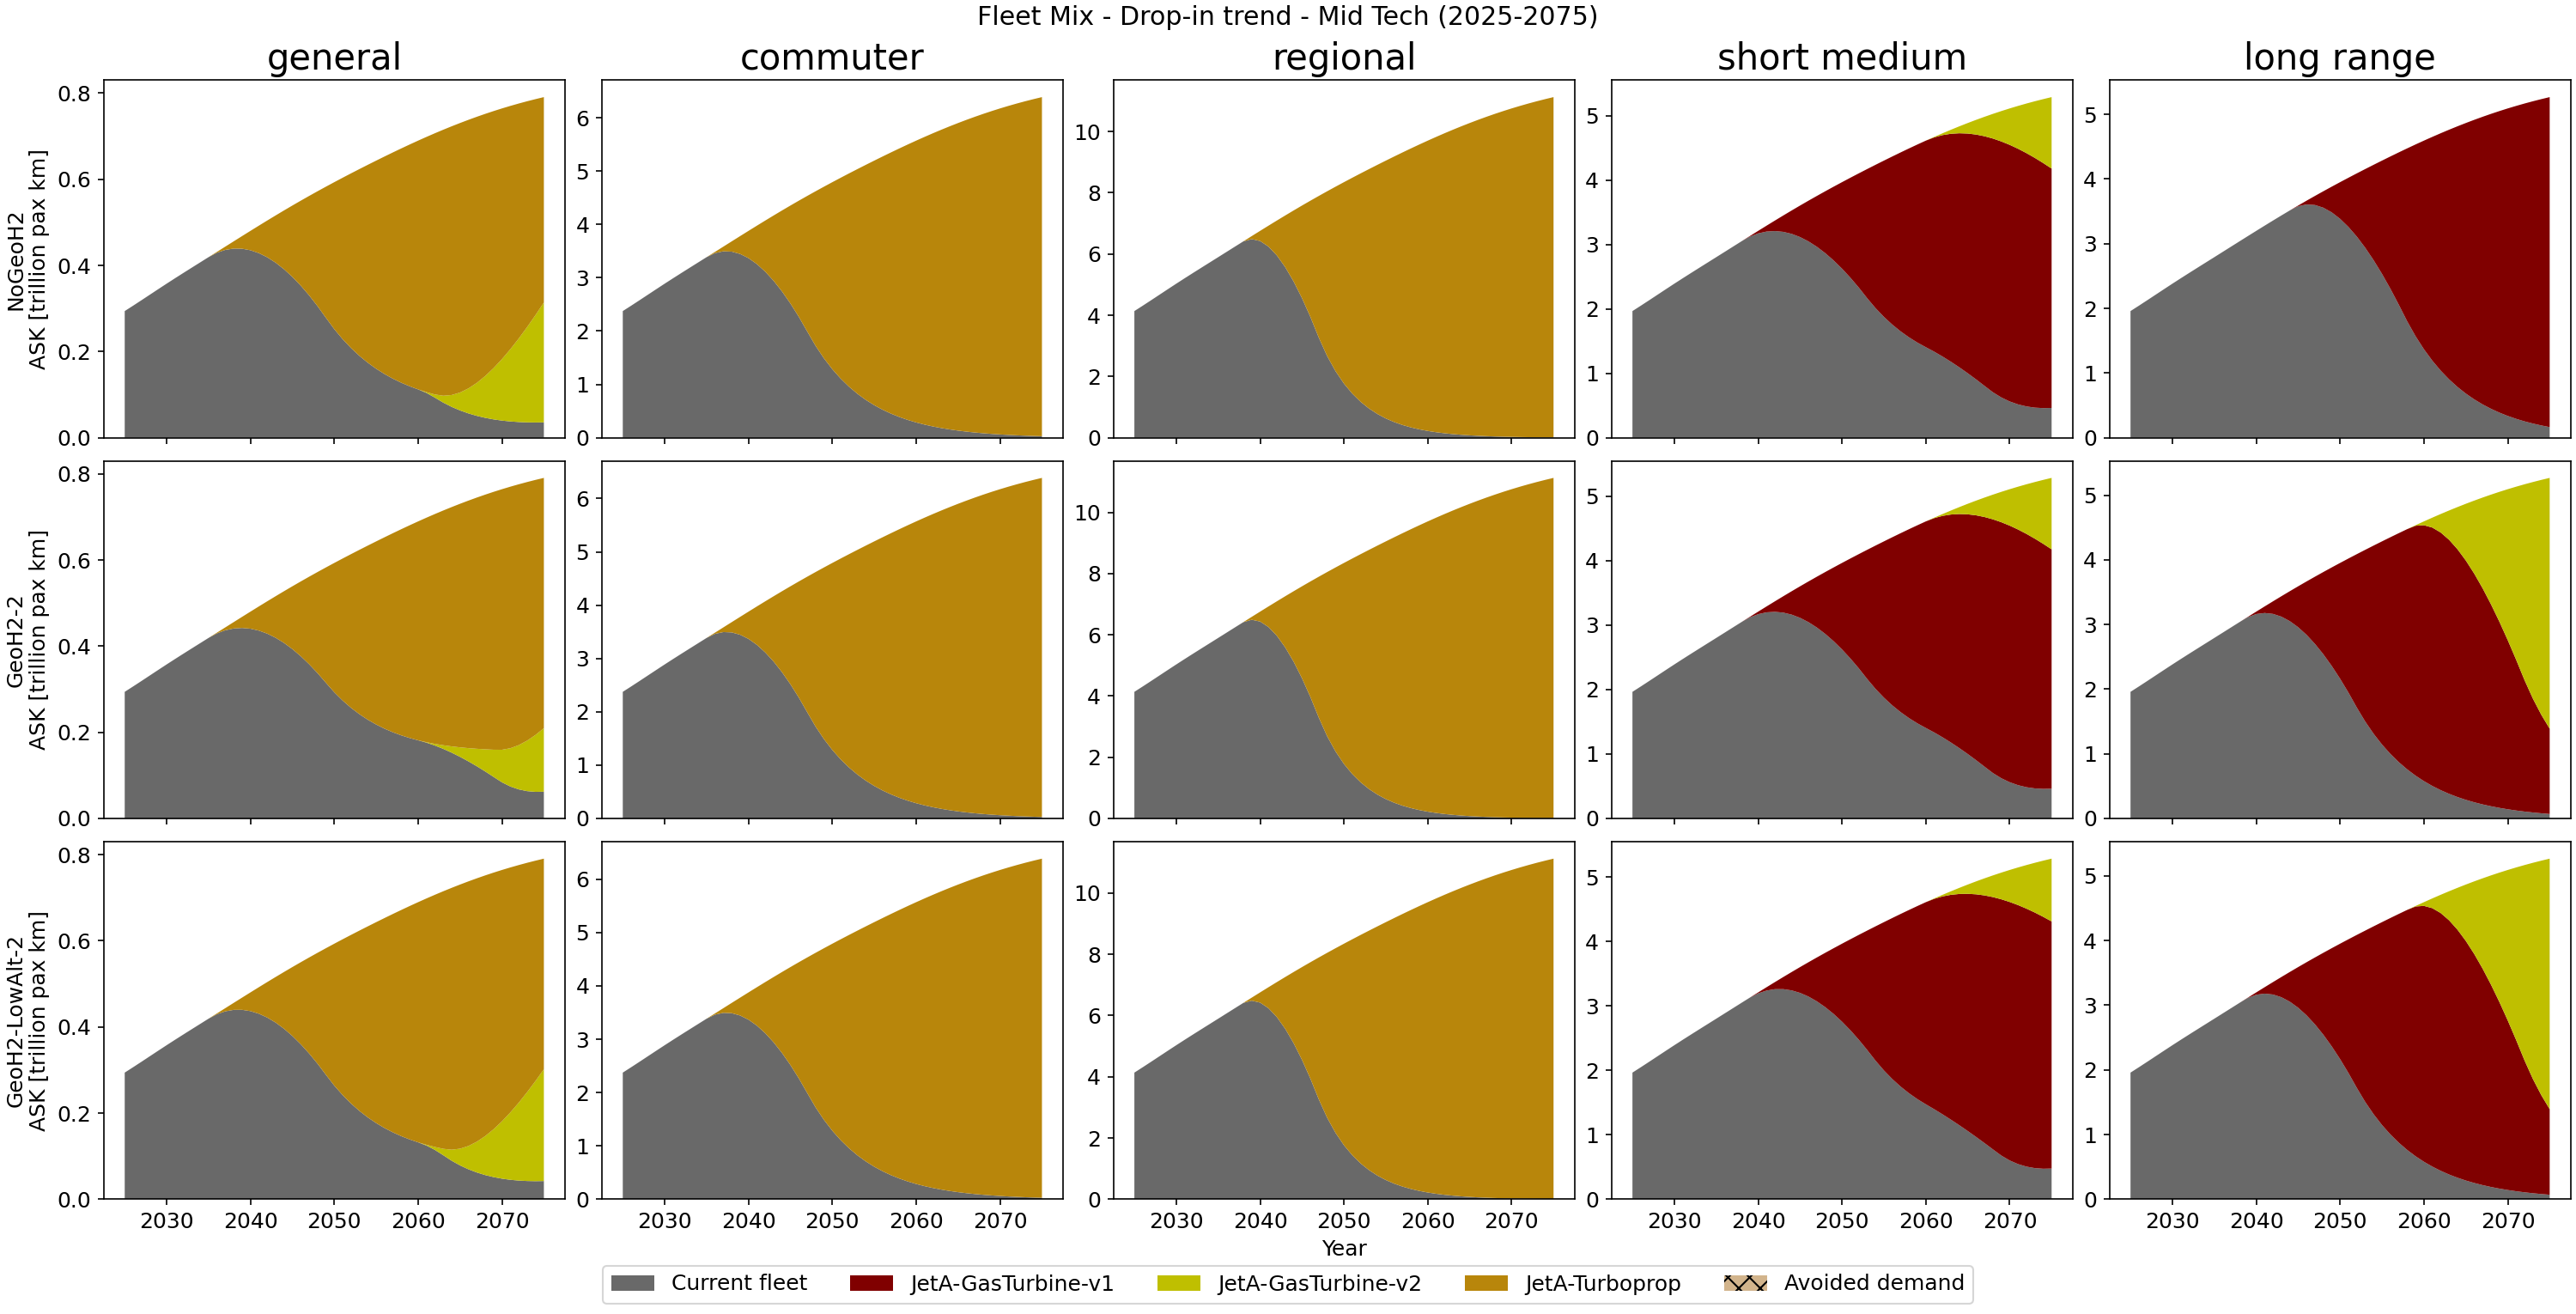 Fleet Mix - Drop-in trend - Mid Tech (2025-2075)
general commuter regional short medium long range
NoGeoH2
ASK [trillion pax km]
0.8 0.6 0.4 0.2 0.0
6 5 4 3 2 1 0
10 8 6 4 2 0
5 4 3 2 1 0
5 4 3 2 1 0
GeoH2-2
ASK [trillion pax km]
0.8 0.6 0.4 0.2 0.0
6 5 4 3 2 1 0
10 8 6 4 2 0
5 4 3 2 1 0
5 4 3 2 1 0
GeoH2-LowAlt-2
ASK [trillion pax km]
0.8 0.6 0.4 0.2 0.0
6 5 4 3 2 1 0
10 8 6 4 2 0
5 4 3 2 1 0
5 4 3 2 1 0
2030 2040 2050 2060 2070 2030 2040 2050 2060 2070 2030 2040 2050 2060 2070 2030 2040 2050 2060 2070 2030 2040 2050 2060 2070
Year
Current fleet JetA-GasTurbine-v1 JetA-GasTurbine-v2 JetA-Turboprop Avoided demand